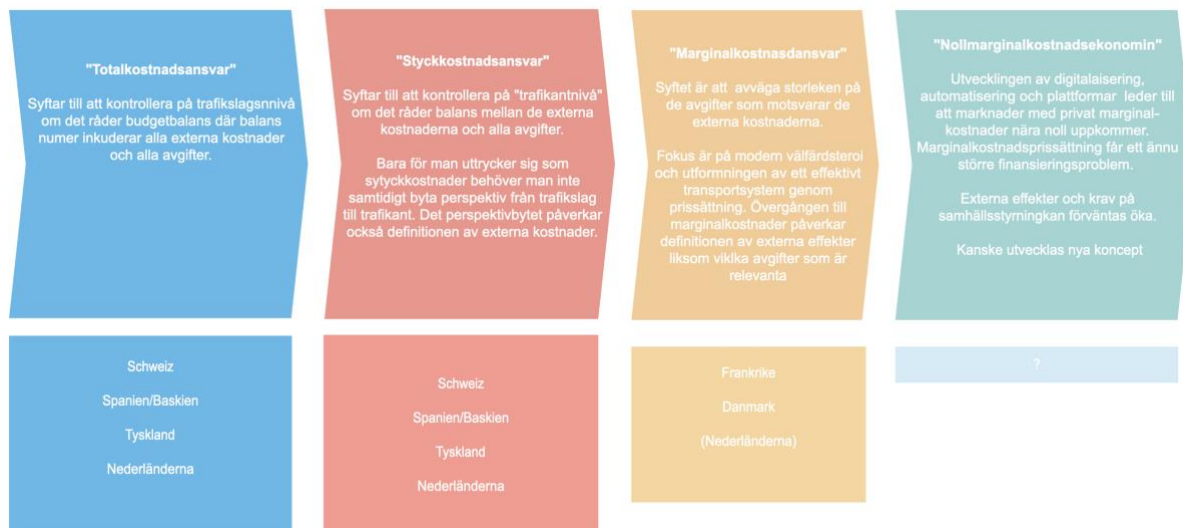 "Totalkostnadsansvar"
Syftar till att kontrollera på trafikslagsnnivå
om det råder budgetbalans där balans
numer inkuderar alla externa kostnader
och alla avgifter.
"Styckkostnadsansvar"
Syftar till att kontrollera på "trafikantnivå"
om det råder balans mellan de externa
kostnaderna och alla avgifter.
Bara för man uttrycker sig som
sytyckkostnader behöver man inte
samtidigt byta perspektiv från trafikslag
till trafikant. Det perspektivbytet påverkar
också definitionen av externa kostnader.
"Marginalkostnasdansvar"
Syftet är att  avväga storleken på
de avgifter som motsvarar de
externa kostnaderna.
Fokus är på modern välfärdsteroi
och utformningen av ett effektivt
transportsystem genom
prissättning. Övergången till
marginalkostnader påverkar
definitionen av externa effekter
liksom viklka avgifter som är
relevanta
"Nollmarginalkostnadsekonomin"
Utvecklingen av digitalaisering,
automatisering och plattformar  leder till
att marknader med privat marginal-
kostnader nära noll uppkommer.
Marginalkostnadsprissättning får ett ännu
större finansieringsproblem.
Externa effekter och krav på
samhällsstyrningkan förväntas öka.
Kanske utvecklas nya koncept
Schweiz
Spanien/Baskien
Tyskland
Nederländerna
Schweiz
Spanien/Baskien
Tyskland
Nederländerna
Frankrike
Danmark
(Nederländerna)
?